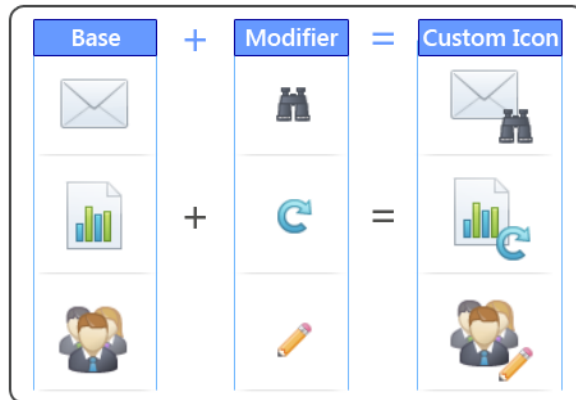 Base + Modifier = Custom Icon
+ =